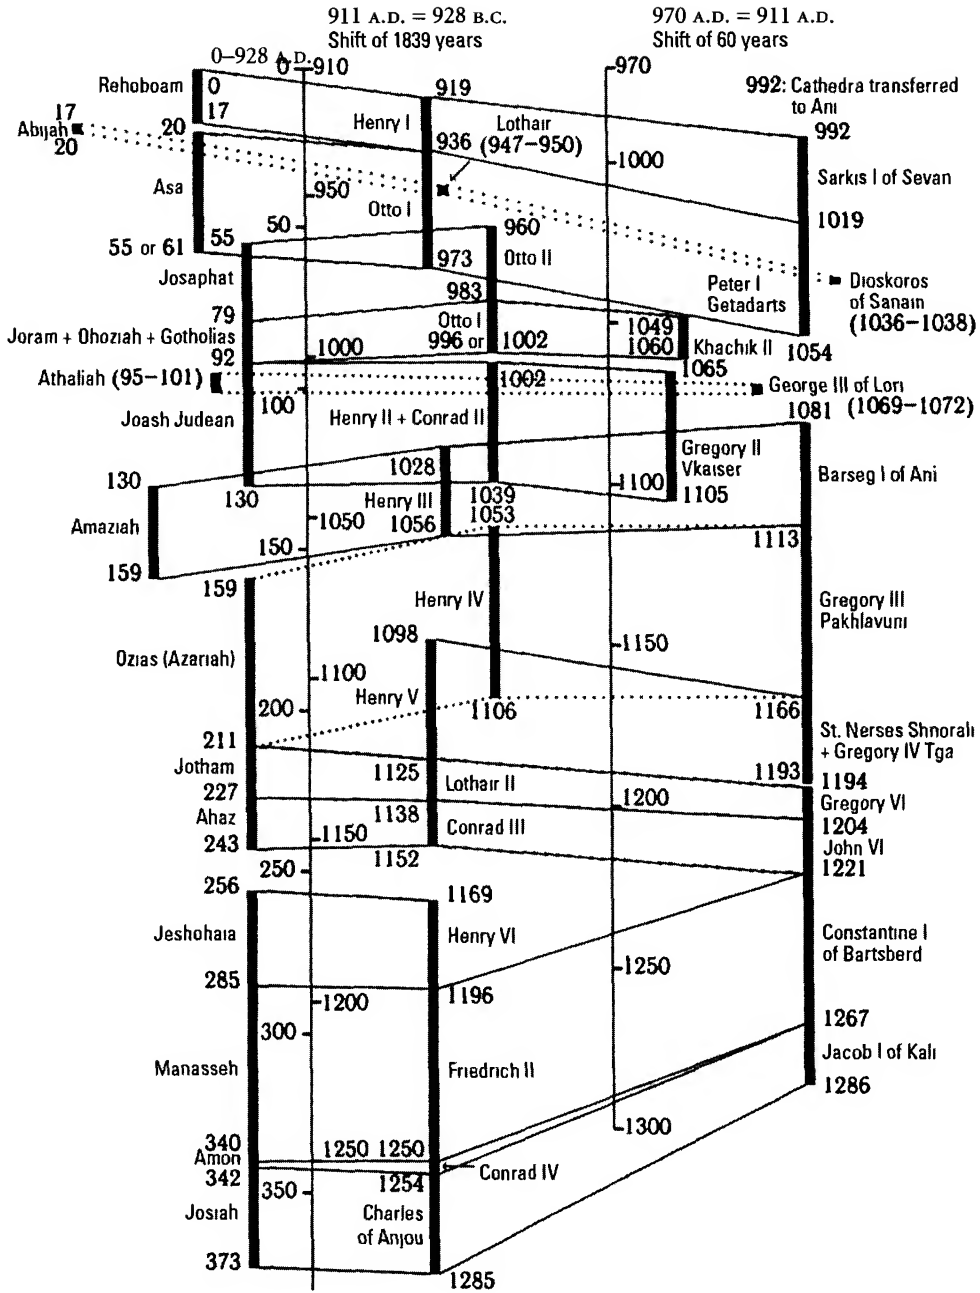 911 A.D. = 928 B.C.
Shift of 1839 years
970 A.D. = 911 A.D.
Shift of 60 years
0–928 A.D.
0
910
970
Rehoboam
0
17
919
992: Cathedra transferred
to Ani
992
17
Abijah
20
20
Henry I
Lothair
(947–950)
936
1000
Sarkis I of Sevan
Asa
950
Otto I
1019
50
960
55 or 61
55
973
Otto II
Josaphat
983
Peter I
Getadarts
Dioskoros
of Sanain
(1036–1038)
79
Otto I
1049
Joram + Ohoziah + Gotholias
996 or
1002
1060
Khachik II
1054
92
1000
1065
Athaliah (95–101)
1002
George III of Lori
(1069–1072)
100
1081
Joash Judean
Henry II + Conrad II
1028
Gregory II
Vkaiser
Barseg I of Ani
130
130
Henry III
1039
1100
1105
Amaziah
1050
1056
1053
150
1113
159
159
Henry IV
Gregory III
Pakhlavuni
1098
1150
Ozias (Azariah)
1100
Henry V
200
1106
1166
211
St. Nerses Shnorali
+ Gregory IV Tga
Jotham
1125
Lothair II
1193
1194
227
1138
1200
Gregory VI
Ahaz
1204
243
1150
Conrad III
John VI
1152
1221
250
256
1169
Jeshohaia
Henry VI
Constantine I
of Bartsberd
1250
285
1196
1200
300
1267
Manasseh
Friedrich II
Jacob I of Kali
1286
1300
340
1250
1250
Amon
Conrad IV
342
350
1254
Josiah
Charles
of Anjou
373
1285